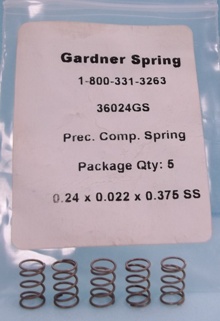 Gardner Spring
1-800-331-3263
36024GS
Prec. Comp. Spring
Package Qty: 5
0.24 x 0.022 x 0.375 SS